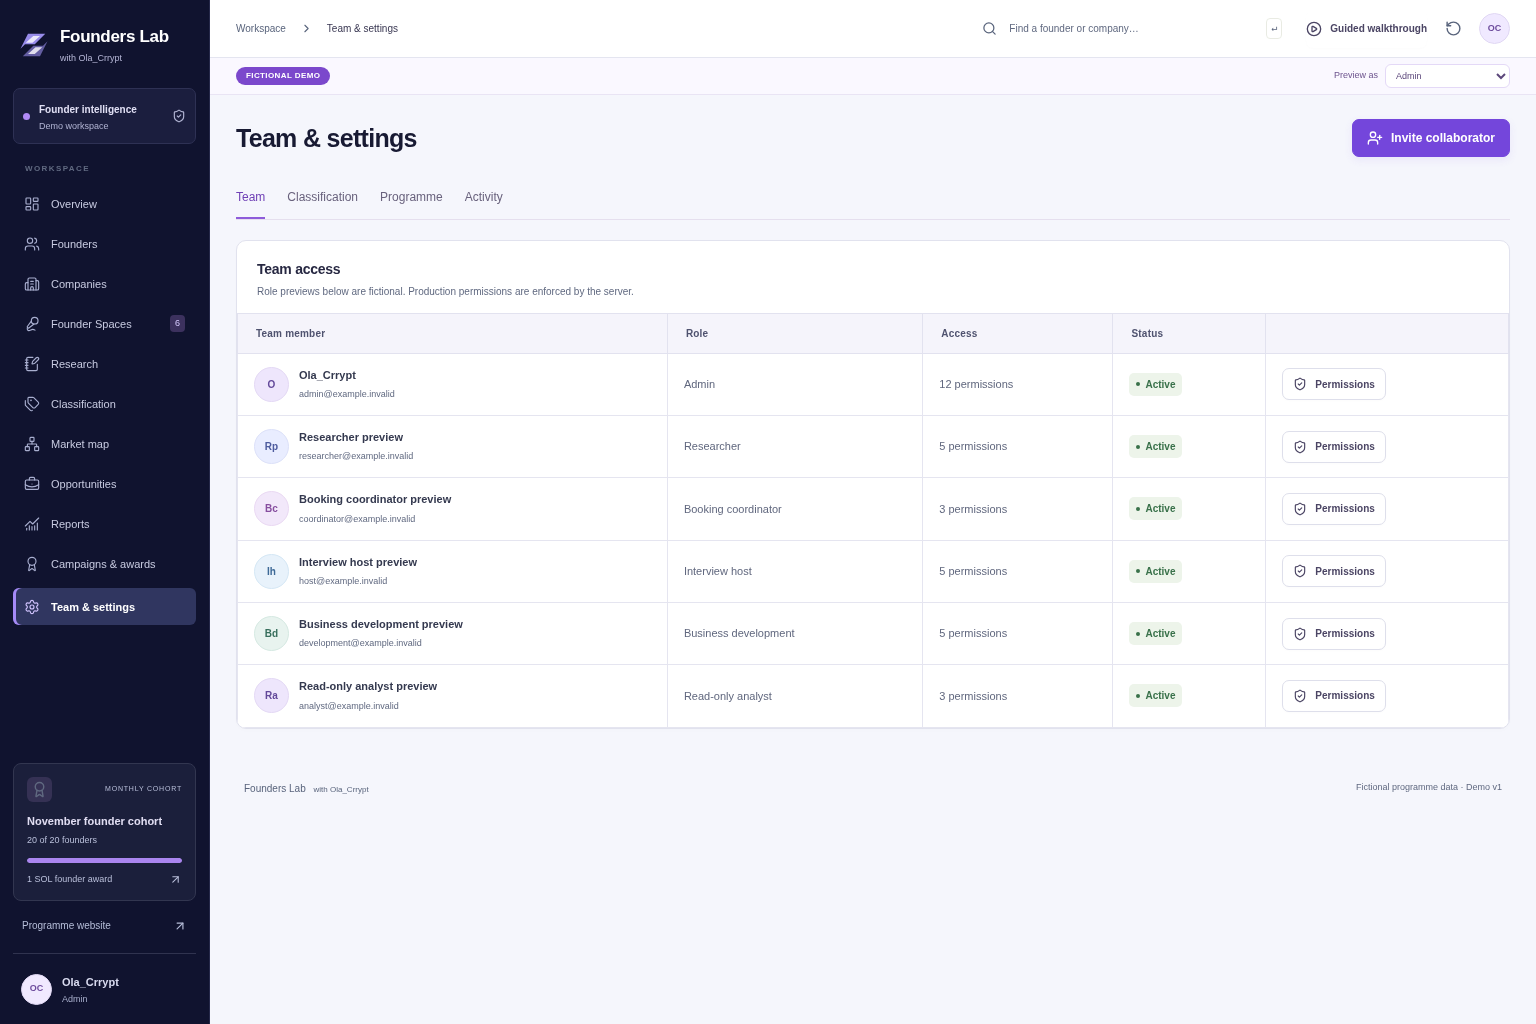 Founders Lab
with Ola_Crrypt
Founder intelligence
Demo workspace
WORKSPACE
Overview
Founders
Companies
Founder Spaces 6
Research
Classification
Market map
Opportunities
Reports
Campaigns & awards
Team & settings
MONTHLY COHORT
November founder cohort
20 of 20 founders
1 SOL founder award
Programme website
OC
Ola_Crrypt
Admin
Workspace > Team & settings
Find a founder or company…
↵
Guided walkthrough
OC
FICTIONAL DEMO
Preview as Admin
Team & settings
Invite collaborator
Team Classification Programme Activity
Team access
Role previews below are fictional. Production permissions are enforced by the server.
Team member Role Access Status
O Ola_Crrypt admin@example.invalid Admin 12 permissions Active Permissions
Rp Researcher preview researcher@example.invalid Researcher 5 permissions Active Permissions
Bc Booking coordinator preview coordinator@example.invalid Booking coordinator 3 permissions Active Permissions
Ih Interview host preview host@example.invalid Interview host 5 permissions Active Permissions
Bd Business development preview development@example.invalid Business development 5 permissions Active Permissions
Ra Read-only analyst preview analyst@example.invalid Read-only analyst 3 permissions Active Permissions
Founders Lab with Ola_Crrypt
Fictional programme data · Demo v1